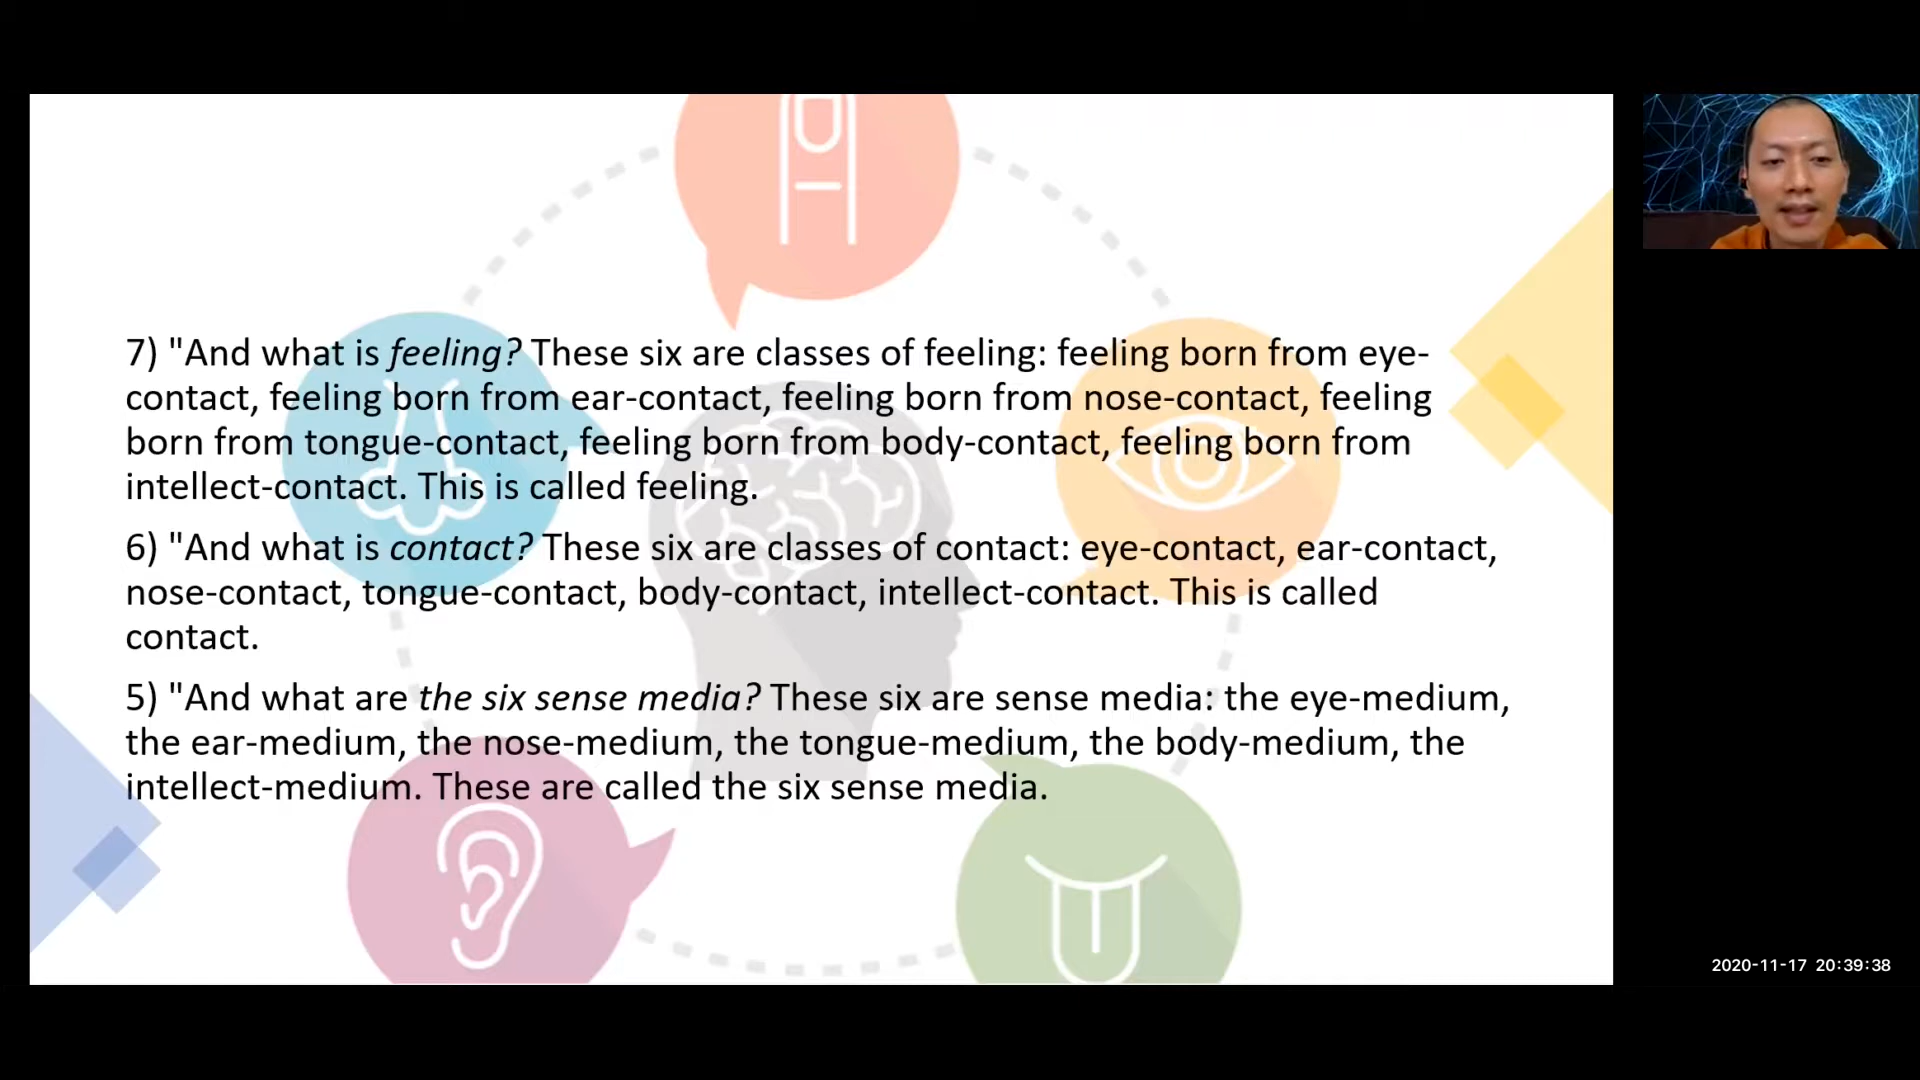 7) "And what is feeling? These six are classes of feeling: feeling born from eye-
contact, feeling born from ear-contact, feeling born from nose-contact, feeling
born from tongue-contact, feeling born from body-contact, feeling born from
intellect-contact. This is called feeling.
6) "And what is contact? These six are classes of contact: eye-contact, ear-contact,
nose-contact, tongue-contact, body-contact, intellect-contact. This is called
contact.
5) "And what are the six sense media? These six are sense media: the eye-medium,
the ear-medium, the nose-medium, the tongue-medium, the body-medium, the
intellect-medium. These are called the six sense media.
2020-11-17 20:39:38